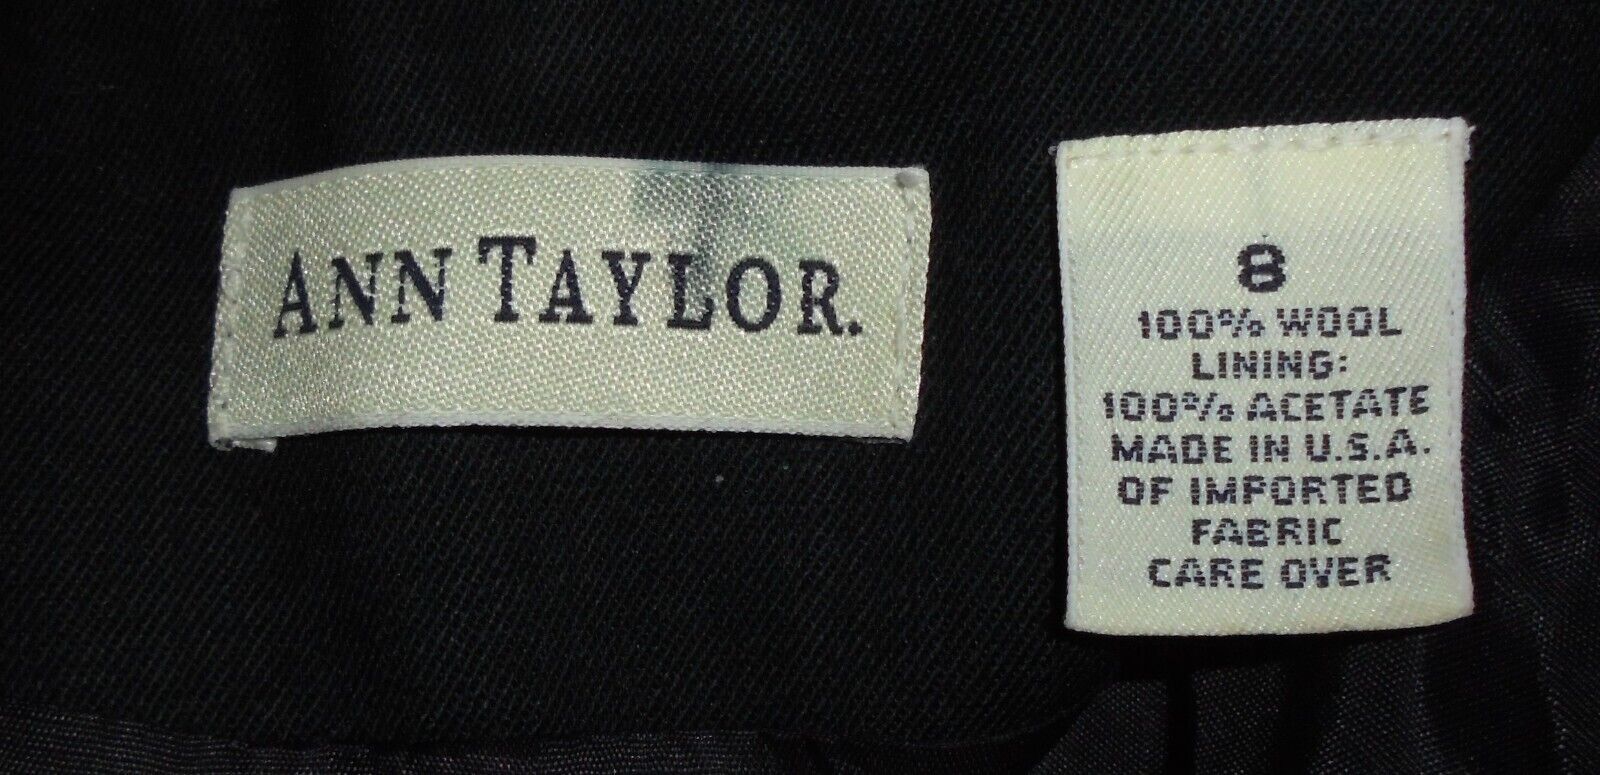 ANN TAYLOR.
8
100% WOOL
LINING:
100% ACETATE
MADE IN U.S.A.
OF IMPORTED
FABRIC
CARE OVER